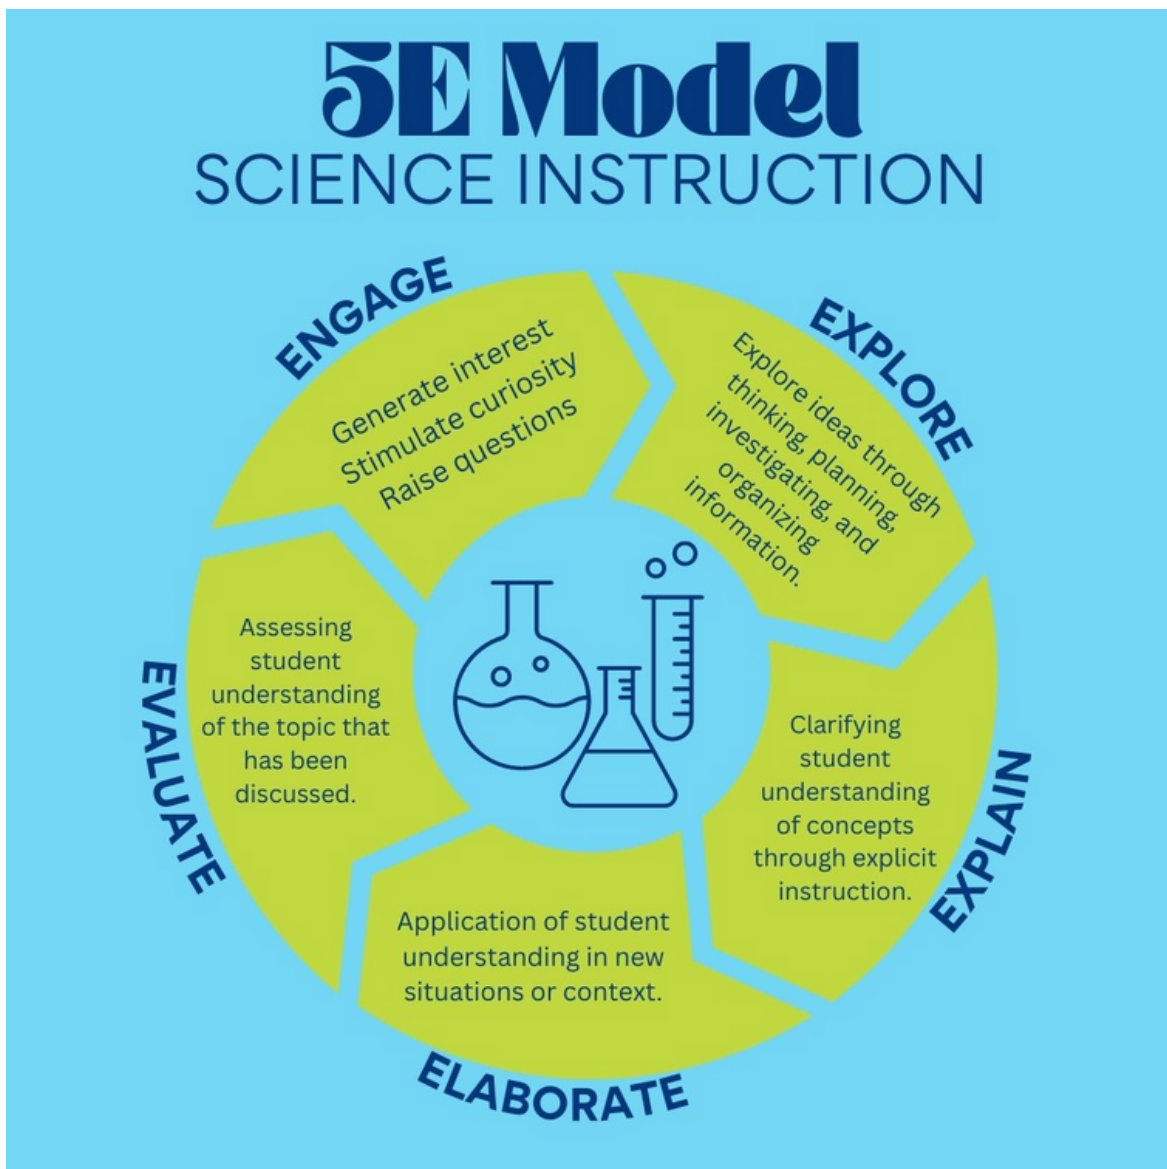 5E Model
SCIENCE INSTRUCTION
ENGAGE
Generate interest
Stimulate curiosity
Raise questions
EXPLORE
Explore ideas through
thinking, planning,
investigating, and
organizing
information.
EXPLAIN
Clarifying
student
understanding
of concepts
through explicit
instruction.
ELABORATE
Application of student
understanding in new
situations or context.
EVALUATE
Assessing
student
understanding
of the topic that
has been
discussed.